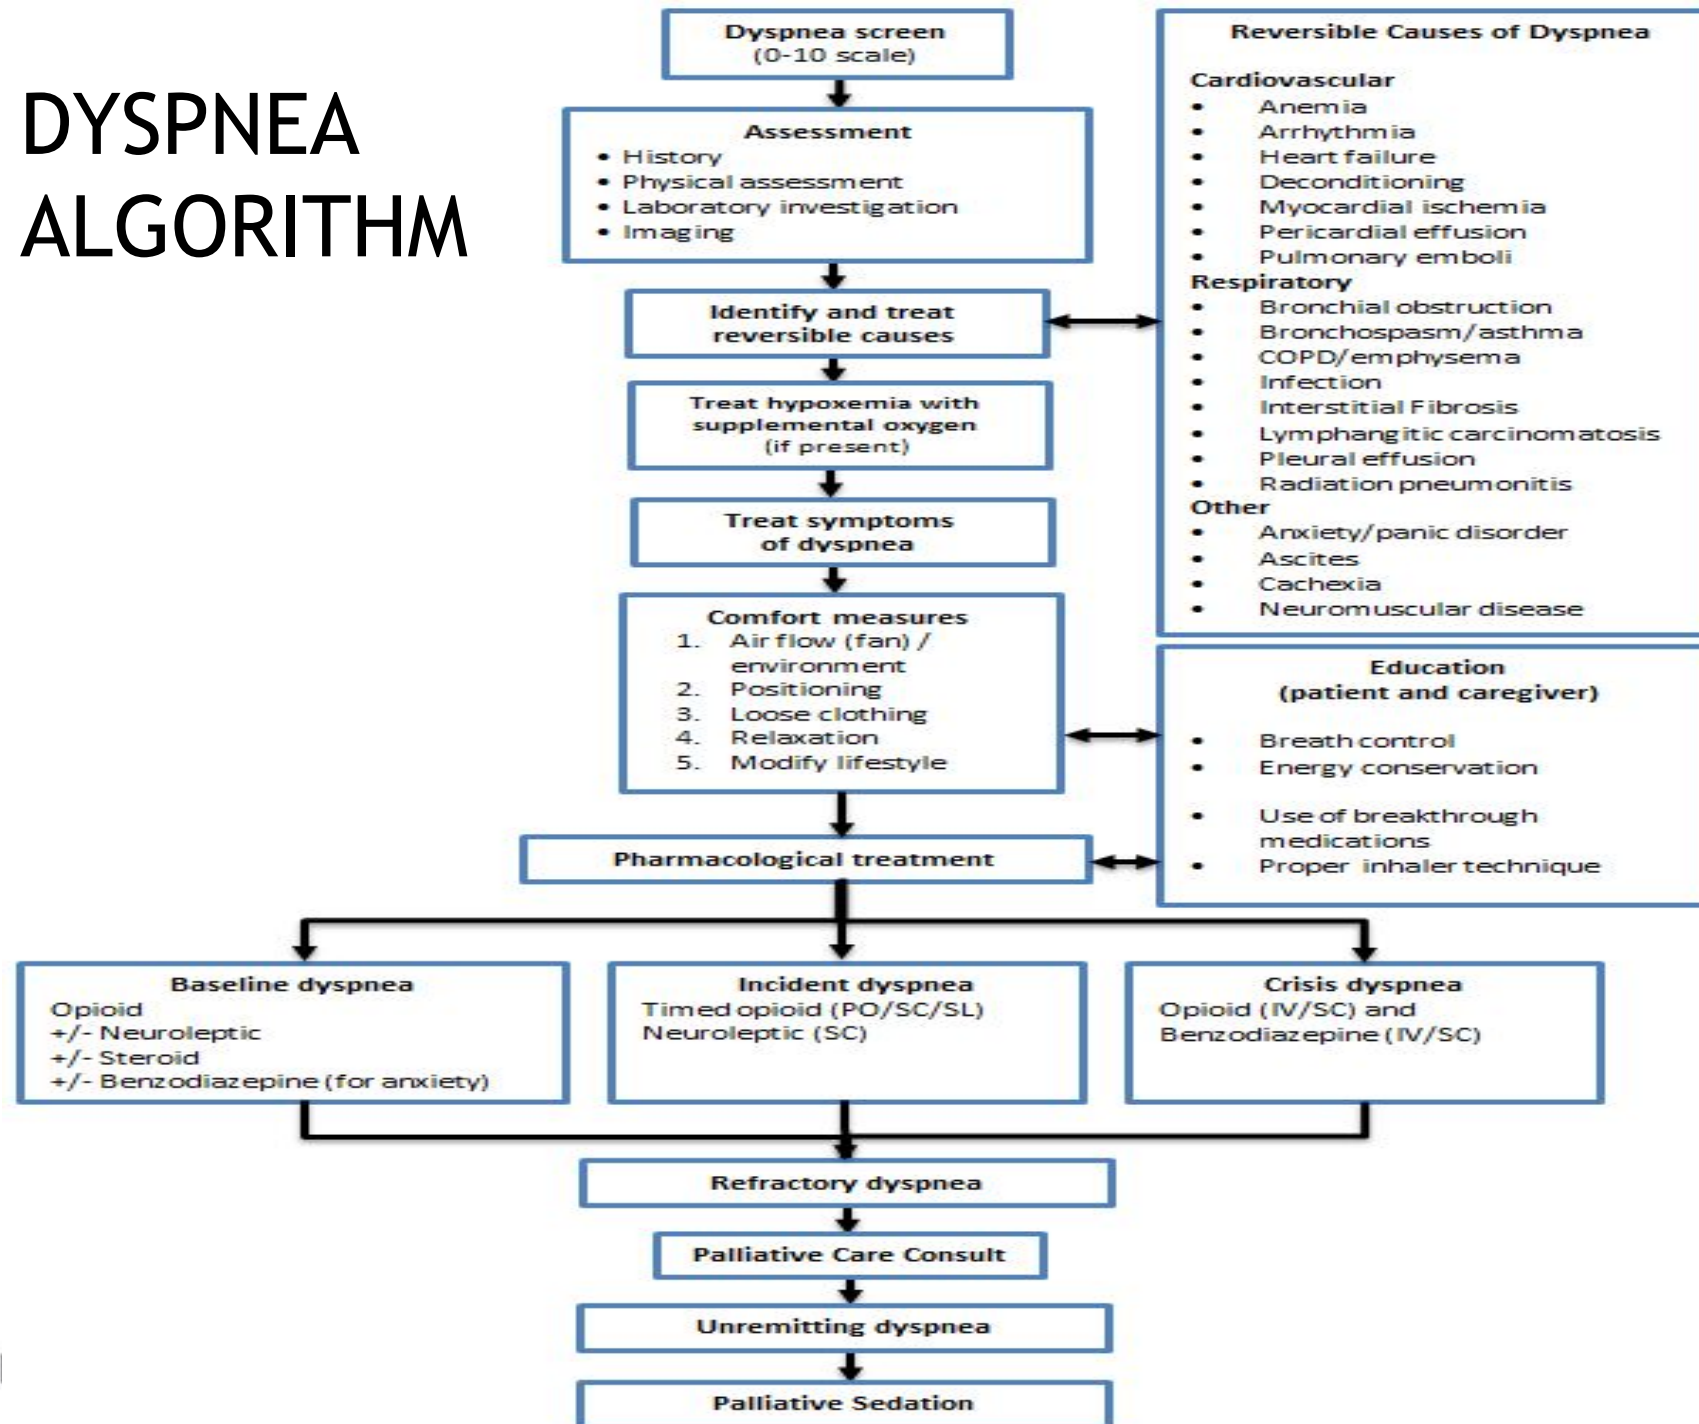 DYSPNEA
ALGORITHM
Dyspnea screen
(0-10 scale)
Assessment
• History
• Physical assessment
• Laboratory investigation
• Imaging
Identify and treat
reversible causes
Treat hypoxemia with
supplemental oxygen
(if present)
Treat symptoms
of dyspnea
Comfort measures
1. Air flow (fan) /
environment
2. Positioning
3. Loose clothing
4. Relaxation
5. Modify lifestyle
Pharmacological treatment
Reversible Causes of Dyspnea
Cardiovascular
• Anemia
• Arrhythmia
• Heart failure
• Deconditioning
• Myocardial ischemia
• Pericardial effusion
• Pulmonary emboli
Respiratory
• Bronchial obstruction
• Bronchospasm/asthma
• COPD/emphysema
• Infection
• Interstitial Fibrosis
• Lymphangitic carcinomatosis
• Pleural effusion
• Radiation pneumonitis
Other
• Anxiety/panic disorder
• Ascites
• Cachexia
• Neuromuscular disease
Education
(patient and caregiver)
• Breath control
• Energy conservation
• Use of breakthrough
medications
• Proper inhaler technique
Baseline dyspnea
Opioid
+/- Neuroleptic
+/- Steroid
+/- Benzodiazepine (for anxiety)
Incident dyspnea
Timed opioid (PO/SC/SL)
Neuroleptic (SC)
Crisis dyspnea
Opioid (IV/SC) and
Benzodiazepine (IV/SC)
Refractory dyspnea
Palliative Care Consult
Unremitting dyspnea
Palliative Sedation